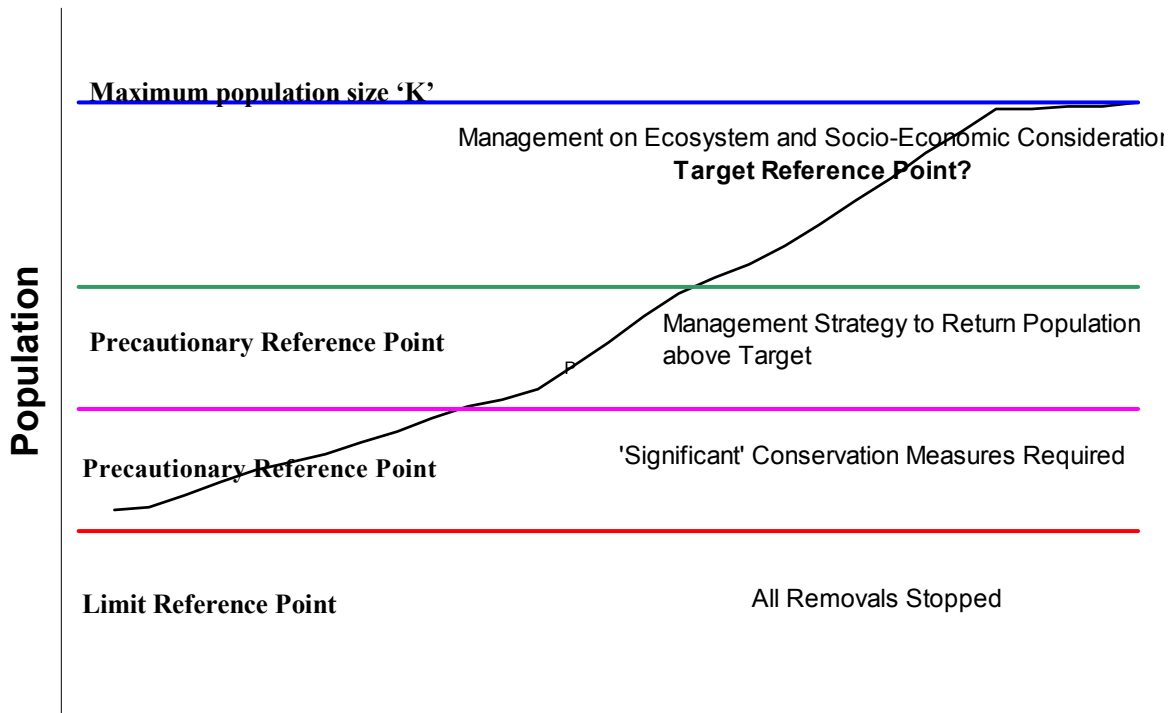 Maximum population size ‘K’
Management on Ecosystem and Socio-Economic Consideration
Target Reference Point?
Population
Precautionary Reference Point
Management Strategy to Return Population
above Target
P
Precautionary Reference Point
'Significant' Conservation Measures Required
Limit Reference Point
All Removals Stopped